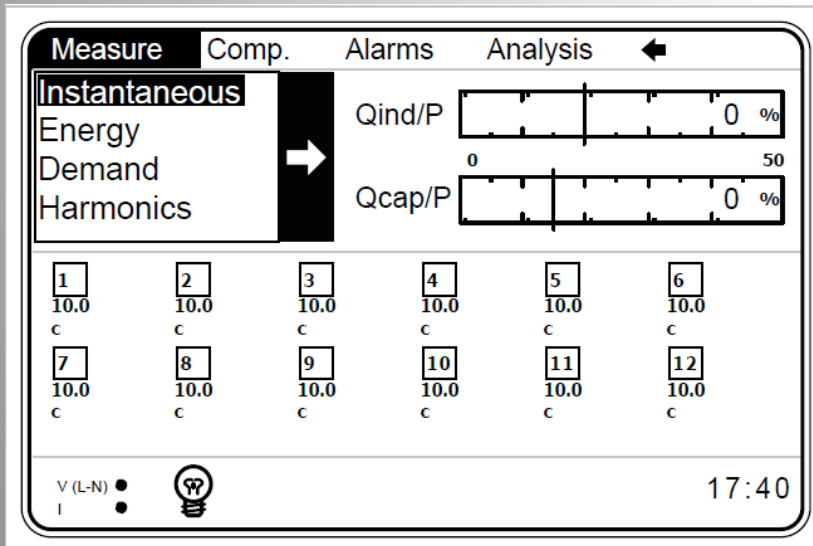 Measure Comp. Alarms Analysis
Instantaneous
Energy
Demand
Harmonics
Qind/P 0 %
0 50
Qcap/P 0 %
1 2 3 4 5 6
10.0 10.0 10.0 10.0 10.0 10.0
c c c c c c
7 8 9 10 11 12
10.0 10.0 10.0 10.0 10.0 10.0
c c c c c c
V (L-N)
I
17:40